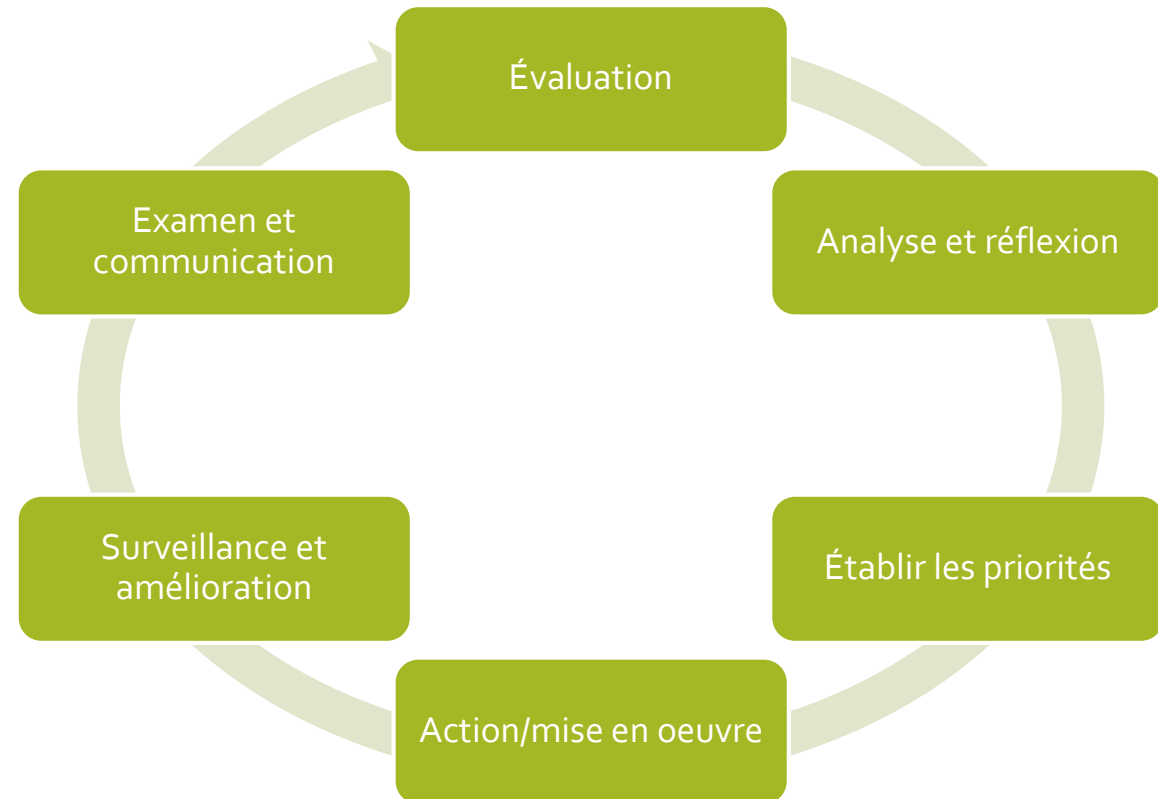 Évaluation
Analyse et réflexion
Établir les priorités
Action/mise en oeuvre
Surveillance et
amélioration
Examen et
communication